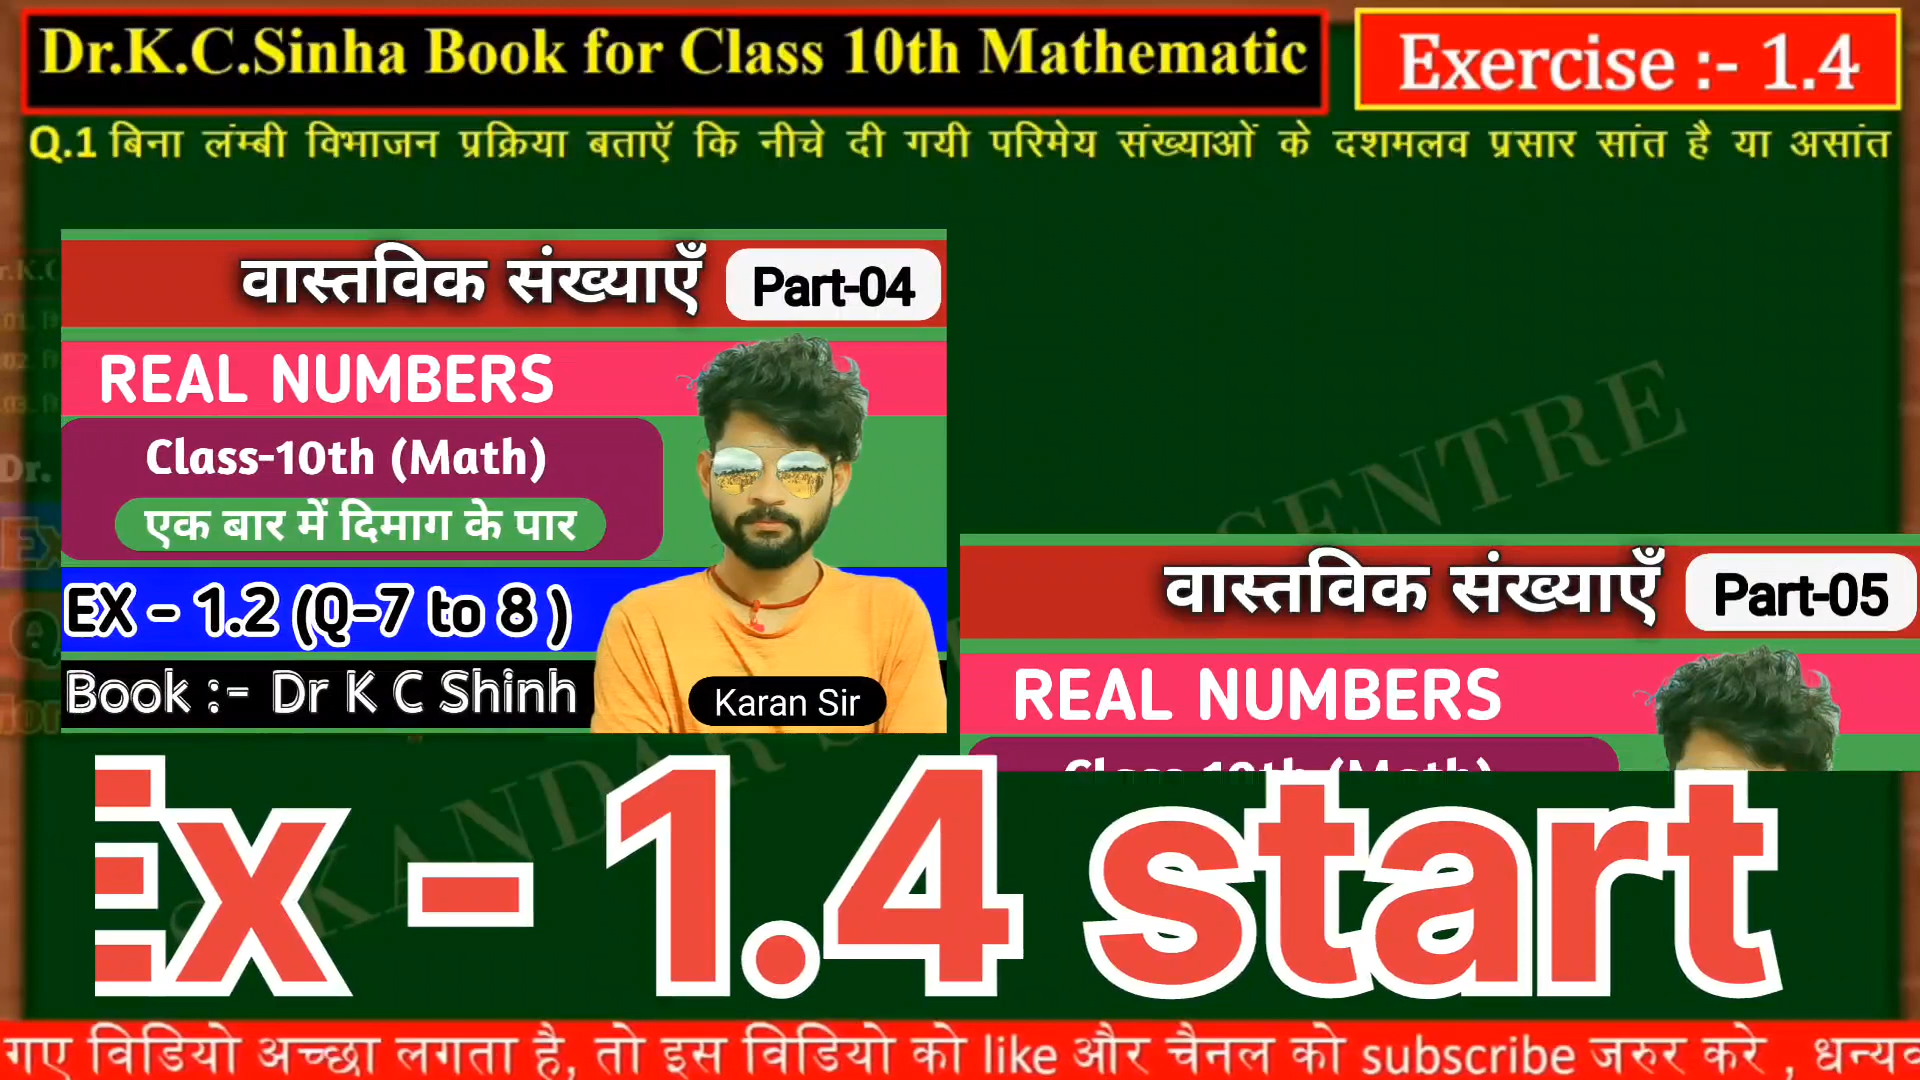 Dr.K.C.Sinha Book for Class 10th Mathematic
Exercise :- 1.4
Q.1 बिना लंम्बी विभाजन प्रक्रिया बताएॅ कि नीचे दी गयी परिमेय संख्याओं के दशमलव प्रसार सांत है या असांत
वास्तविक संख्याएँ Part-04
REAL NUMBERS
Class-10th (Math)
एक बार में दिमाग के पार
EX - 1.2 (Q-7 to 8 )
Book :- Dr K C Shinh
Karan Sir
वास्तविक संख्याएँ Part-05
REAL NUMBERS
Class-10th (Math)
Ex - 1.4 start
गए विडियो अच्छा लगता है, तो इस विडियो को like और चैनल को subscribe जरुर करे ,